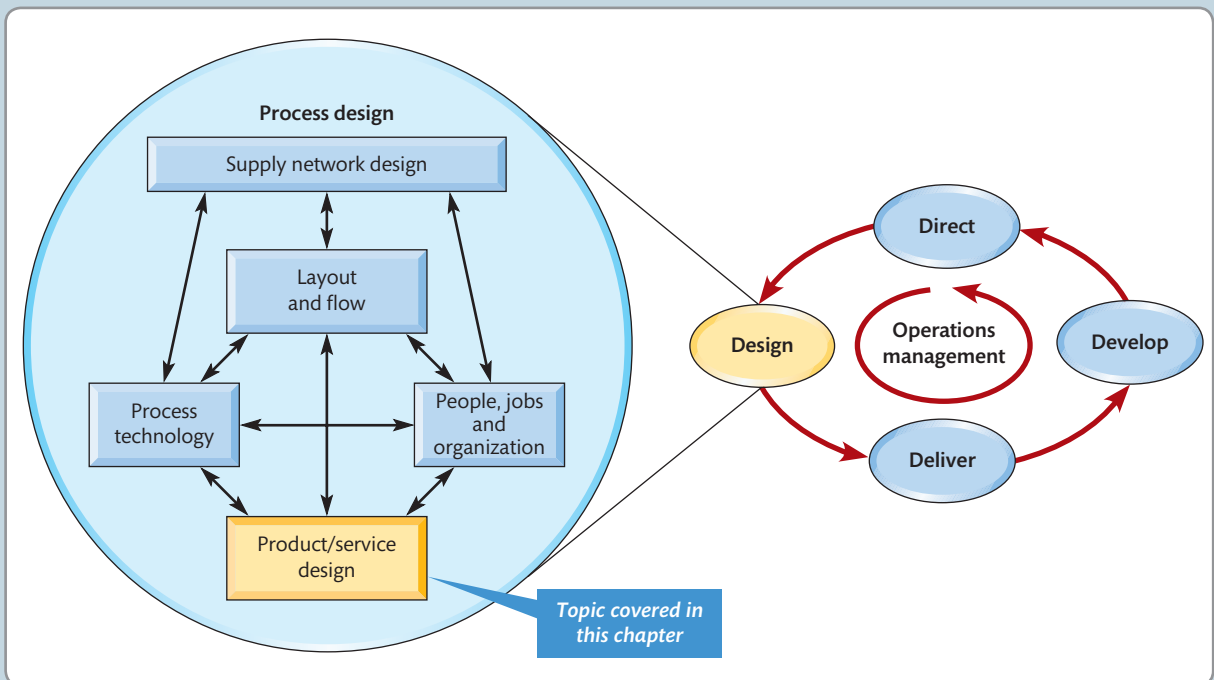 Process design
Supply network design
Layout
and flow
Process
technology
People, jobs
and
organization
Product/service
design
Topic covered in
this chapter
Direct
Design
Operations
management
Develop
Deliver